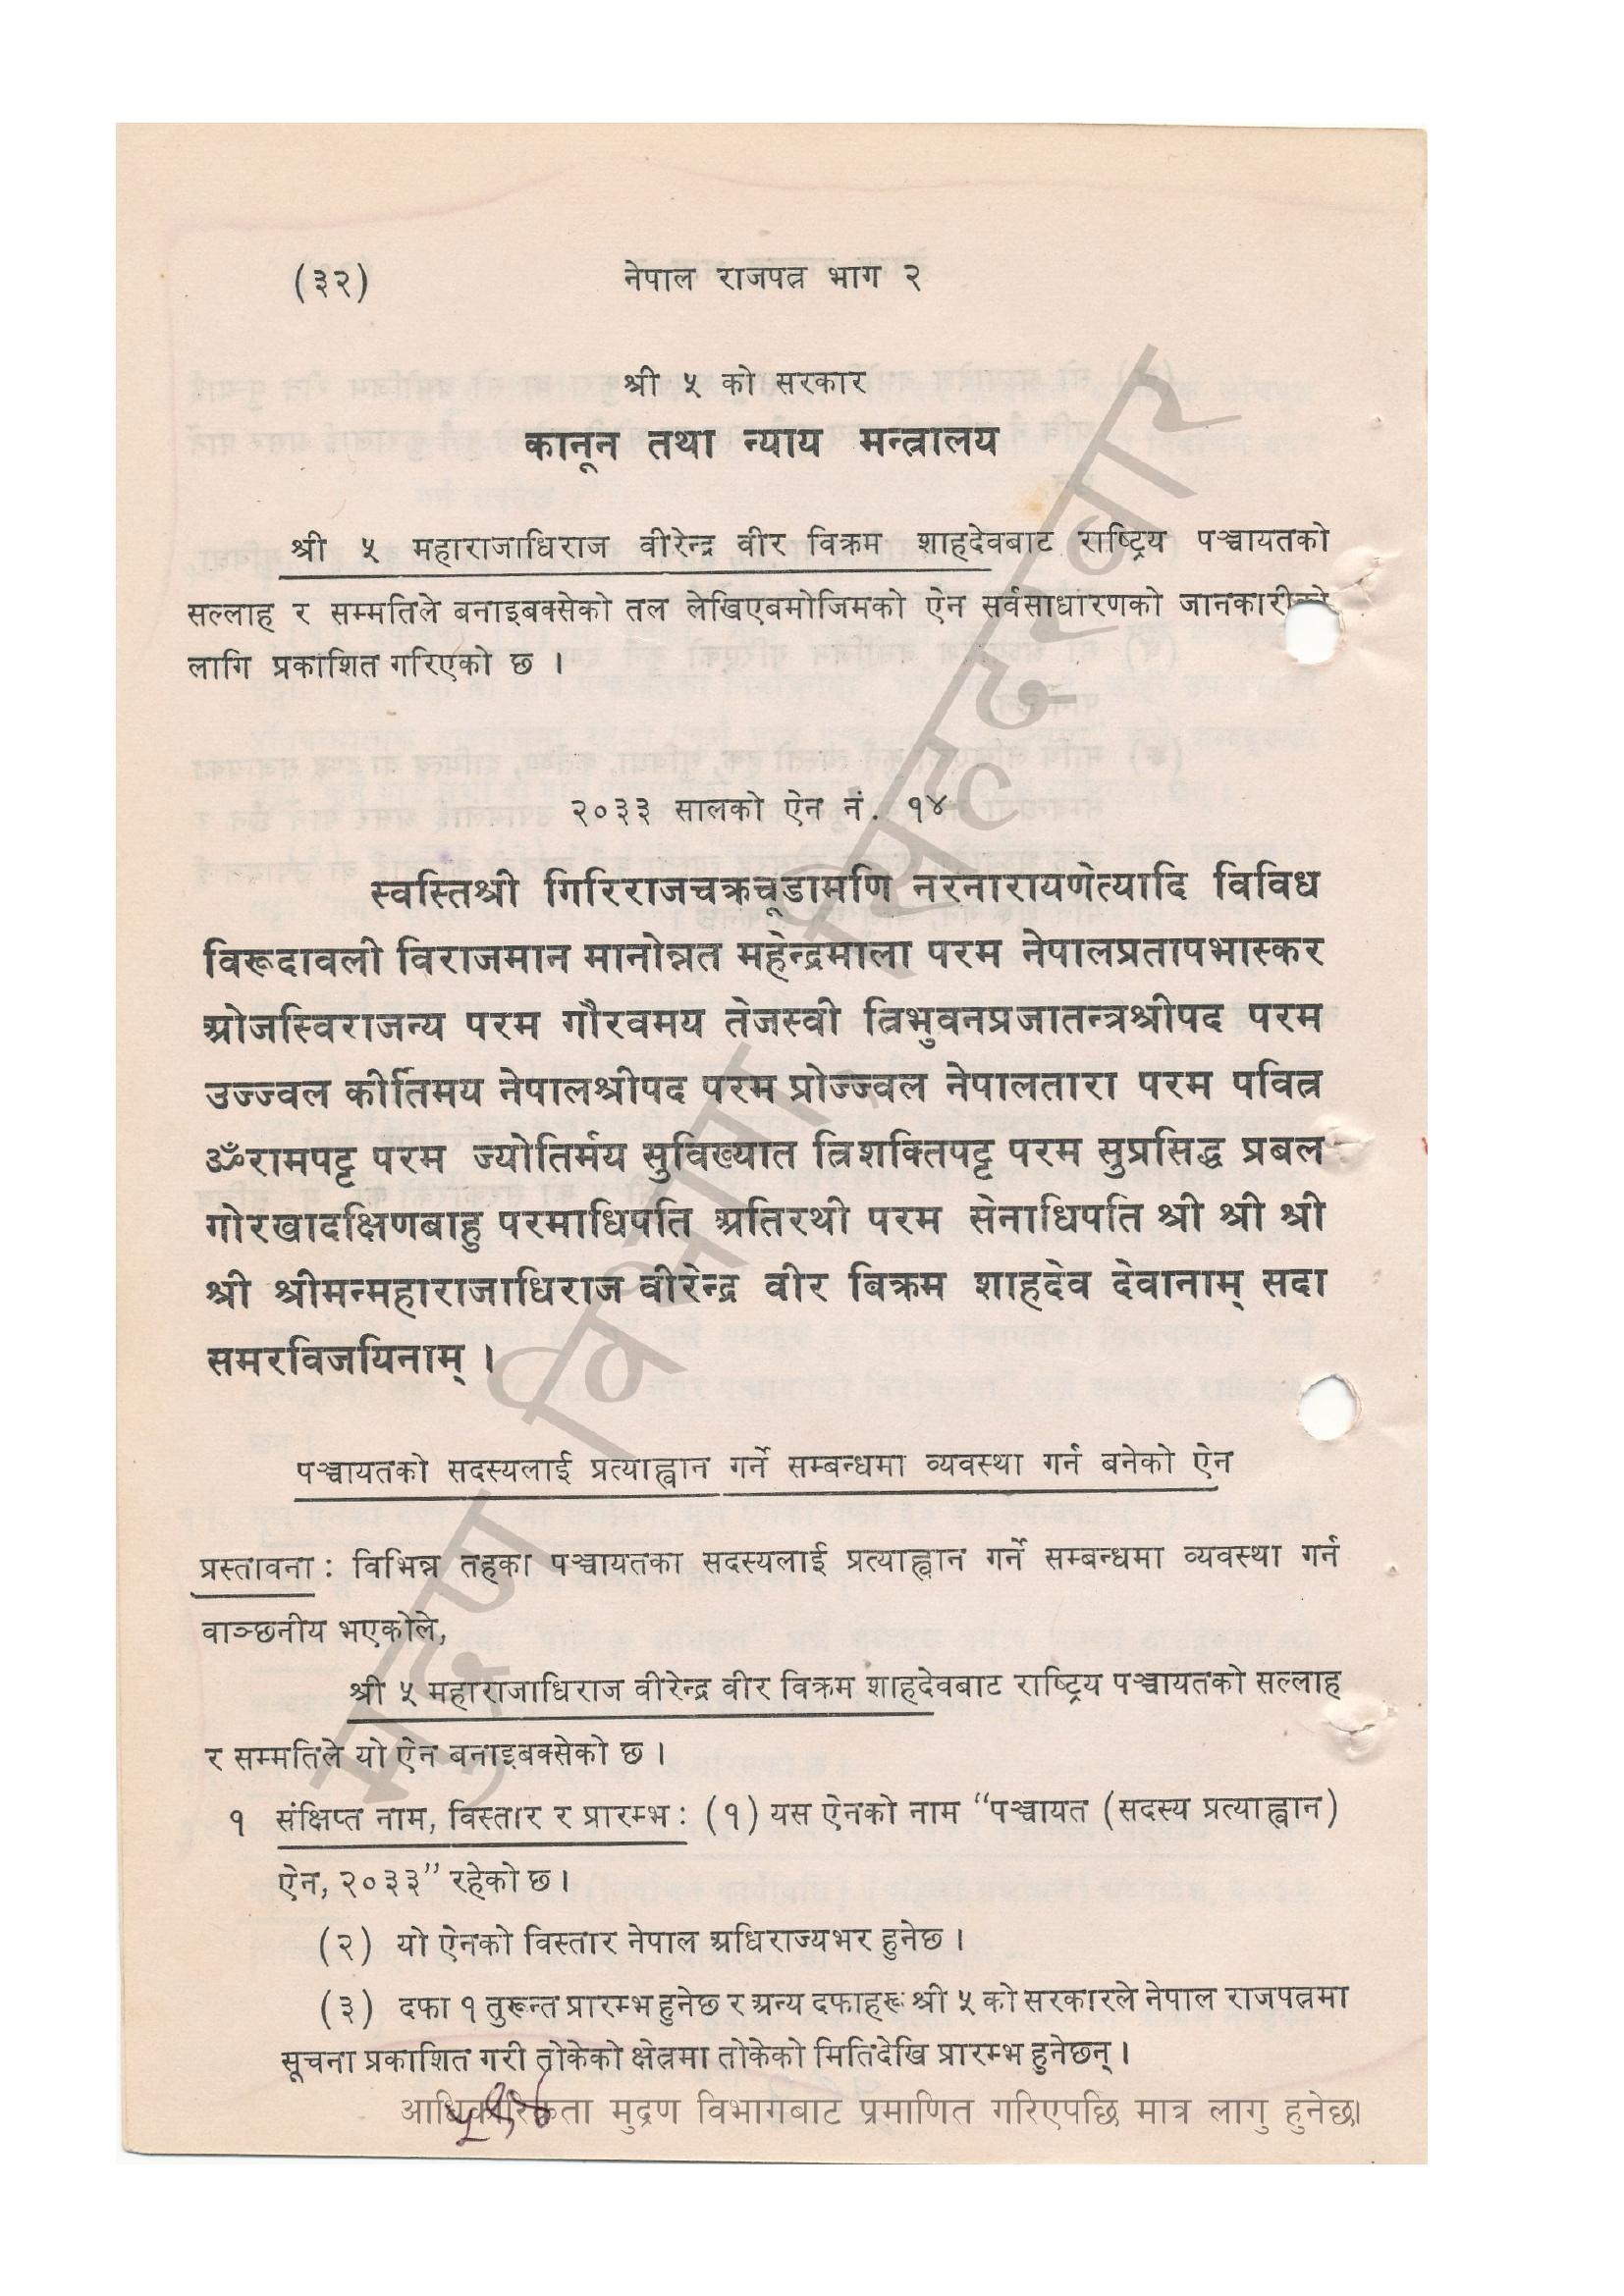 (३२) नेपाल राजपत्र भाग २
श्री ५ को सरकार
कानून तथा न्याय मन्त्रालय
श्री ५ महाराजाधिराज वीरेन्द्र वीर विक्रम शाहदेवबाट राष्ट्रिय पञ्चायतको
सल्लाह र सम्मतिले बनाइबक्सेको तल लेखिएबमोजिमको ऐन सर्वसाधारणको जानकारीको
लागि प्रकाशित गरिएको छ ।
२०३३ सालको ऐन नं. १४
स्वस्तिश्री गिरिराजचक्रचूडामणि नरनारायणेत्यादि विविध
विरूदावली विराजमान मानोन्नत महेन्द्रमाला परम नेपालप्रतापभास्कर
ओजस्विराजन्य परम गौरवमय तेजस्वी त्रिभुवनप्रजातन्त्रश्रीपद परम
उज्ज्वल कीर्तिमय नेपालश्रीपद परम प्रोज्ज्वल नेपालतारा परम पवित्र
ॐरामपट्ट परम ज्योतिर्मय सुविख्यात त्रिशक्तिपट्ट परम सुप्रसिद्ध प्रबल
गोरखादक्षिणबाहु परमाधिपति अतिरथी परम सेनाधिपति श्री श्री श्री
श्री श्रीमन्महाराजाधिराज वीरेन्द्र वीर विक्रम शाहदेव देवानाम् सदा
समरविजयिनाम् ।
पञ्चायतको सदस्यलाई प्रत्याह्वान गर्ने सम्बन्धमा व्यवस्था गर्न बनेको ऐन
प्रस्तावना : विभिन्न तहका पञ्चायतका सदस्यलाई प्रत्याह्वान गर्ने सम्बन्धमा व्यवस्था गर्न
वाञ्छनीय भएकोले,
श्री ५ महाराजाधिराज वीरेन्द्र वीर विक्रम शाहदेवबाट राष्ट्रिय पञ्चायतको सल्लाह
र सम्मतिले यो ऐन बनाइबक्सेको छ ।
१ संक्षिप्त नाम, विस्तार र प्रारम्भ : (१) यस ऐनको नाम “पञ्चायत (सदस्य प्रत्याह्वान)
ऐन, २०३३” रहेको छ ।
(२) यो ऐनको विस्तार नेपाल अधिराज्यभर हुनेछ ।
(३) दफा १ तुरून्त प्रारम्भ हुनेछ र अन्य दफाहरू श्री ५ को सरकारले नेपाल राजपत्रमा
सूचना प्रकाशित गरी तोकेको क्षेत्रमा तोकेको मितिदेखि प्रारम्भ हुनेछन् ।
आधिकारिकता मुद्रण विभागबाट प्रमाणित गरिएपछि मात्र लागु हुनेछ।
मुद्रण विभाग, सिंहदरबार